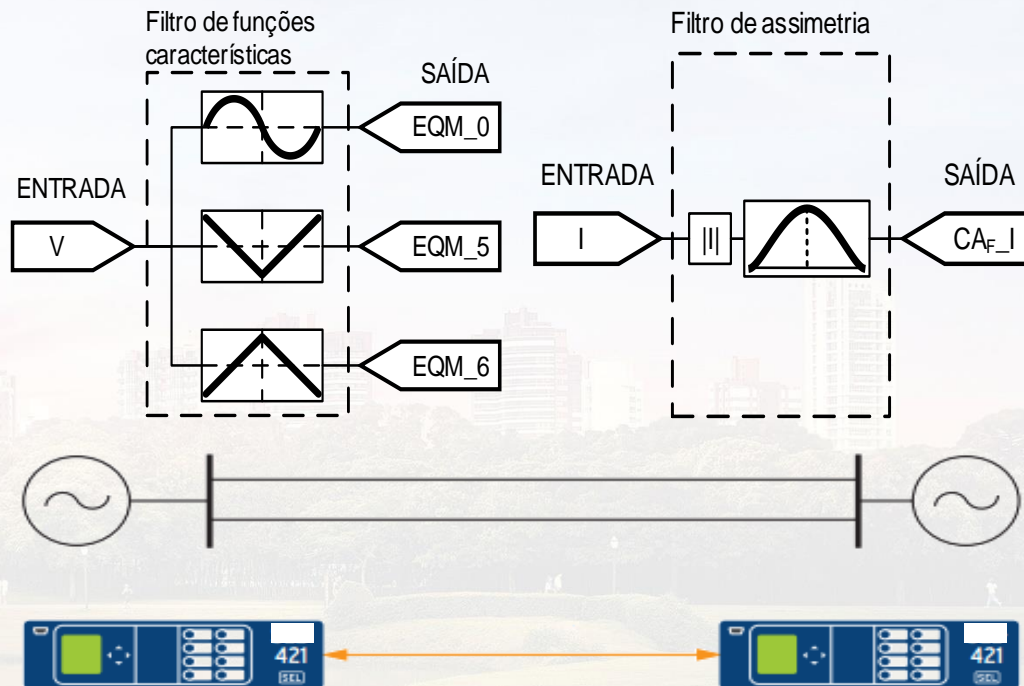 Filtro de funções
características
SAÍDA
EQM_0
ENTRADA
V
EQM_5
EQM_6
Filtro de assimetria
ENTRADA
SAÍDA
I
|I|
CAF_I
421
SEL
421
SEL